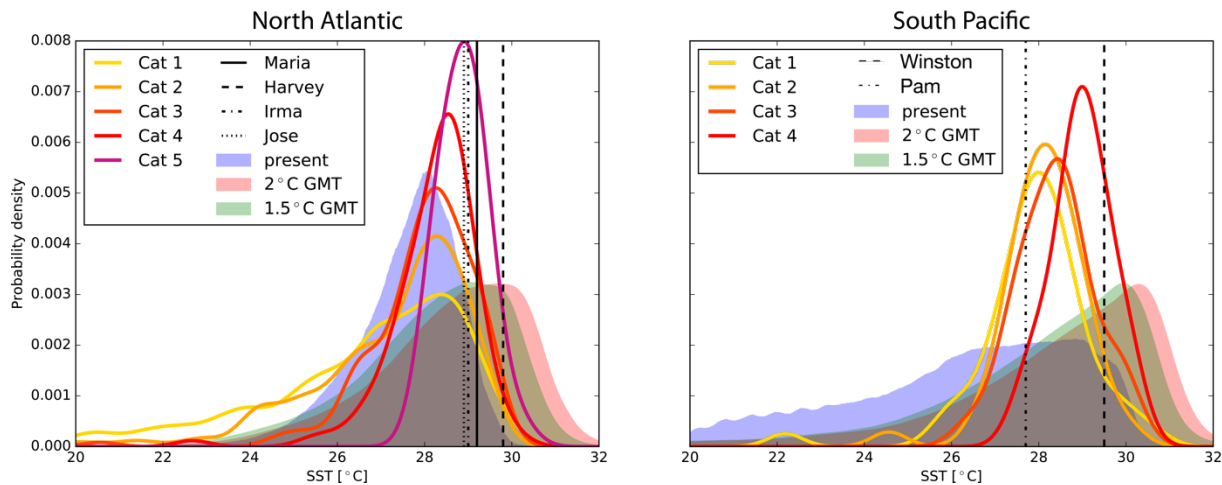 North Atlantic
South Pacific
Probability density
0.008
0.007
0.006
0.005
0.004
0.003
0.002
0.001
0.000
Cat 1
Cat 2
Cat 3
Cat 4
Cat 5
Maria
Harvey
Irma
Jose
present
2°C GMT
1.5°C GMT
20 22 24 26 28 30 32
SST [°C]
Cat 1
Cat 2
Cat 3
Cat 4
Winston
Pam
present
2°C GMT
1.5°C GMT
20 22 24 26 28 30 32
SST [°C]